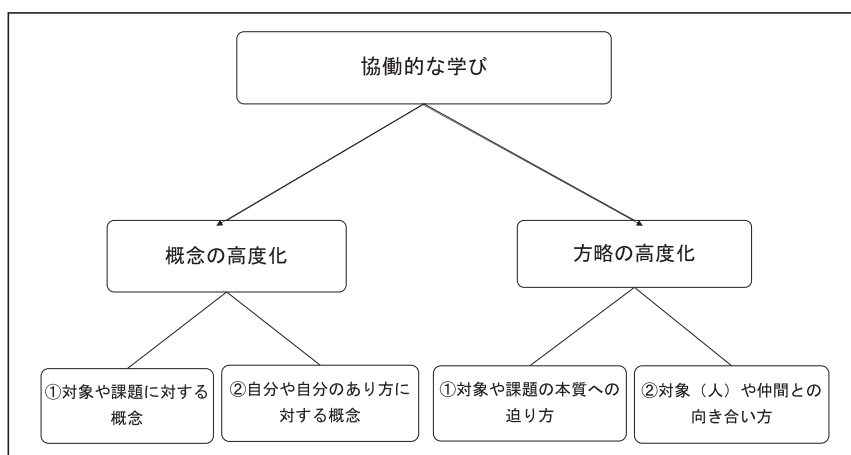 協働的な学び
概念の高度化
方略の高度化
①対象や課題に対する
概念
②自分や自分のあり方に
対する概念
①対象や課題の本質への
迫り方
②対象（人）や仲間との
向き合い方